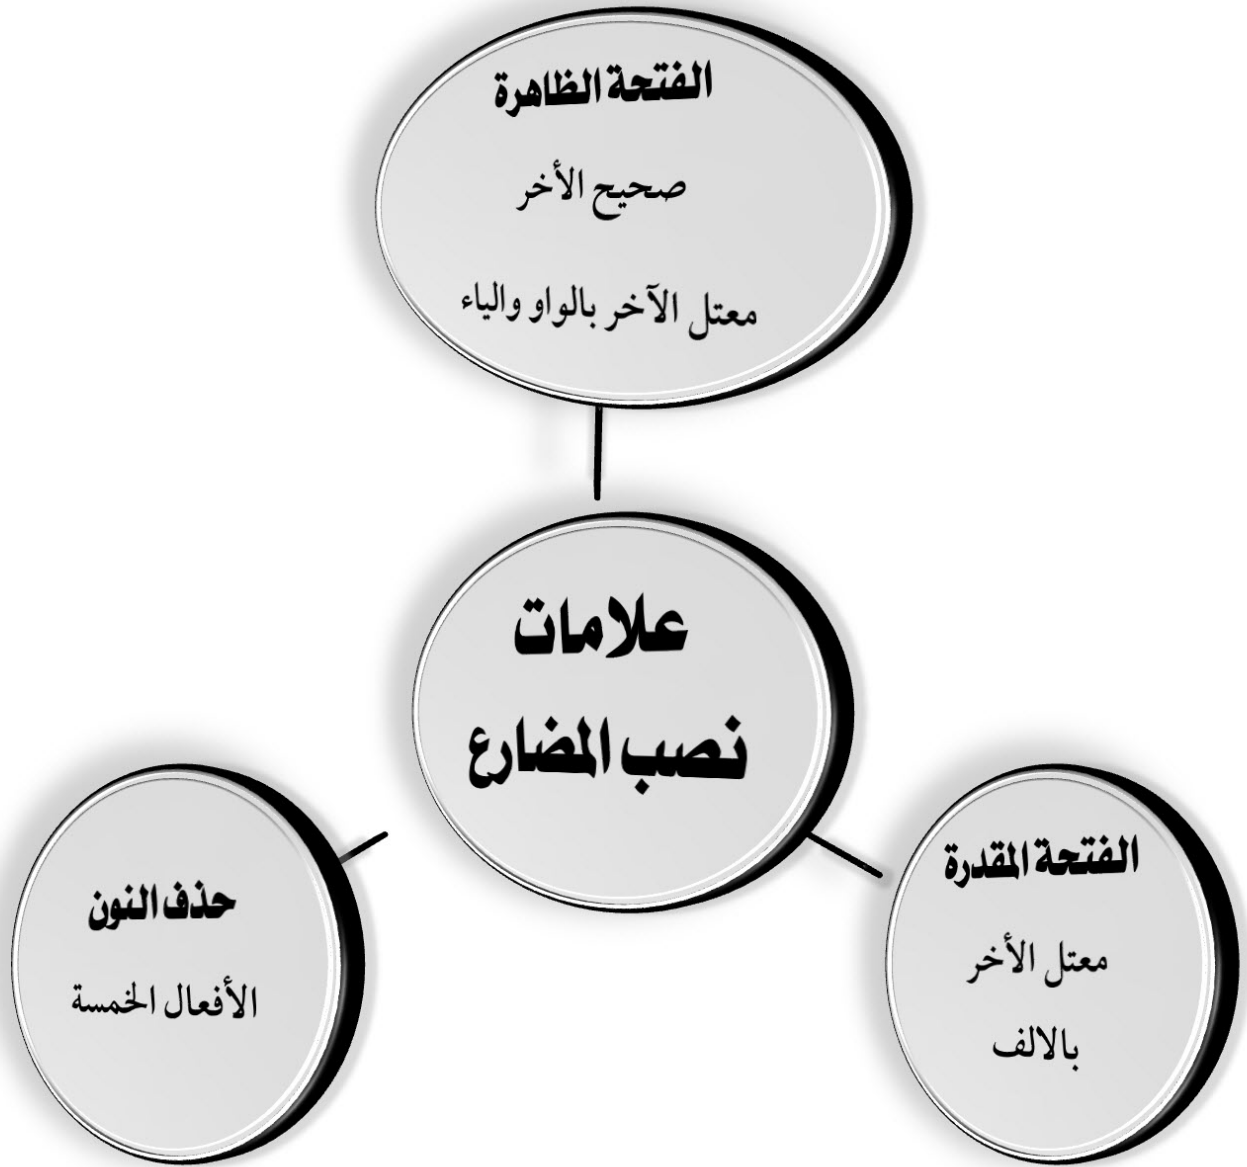 الفتحة الظاهرة
صحيح الأخر
معتل الآخر بالواو والياء
علامات
نصب المضارع
الفتحة المقدرة
معتل الأخر
بالالف
حذف النون
الأفعال الخمسة